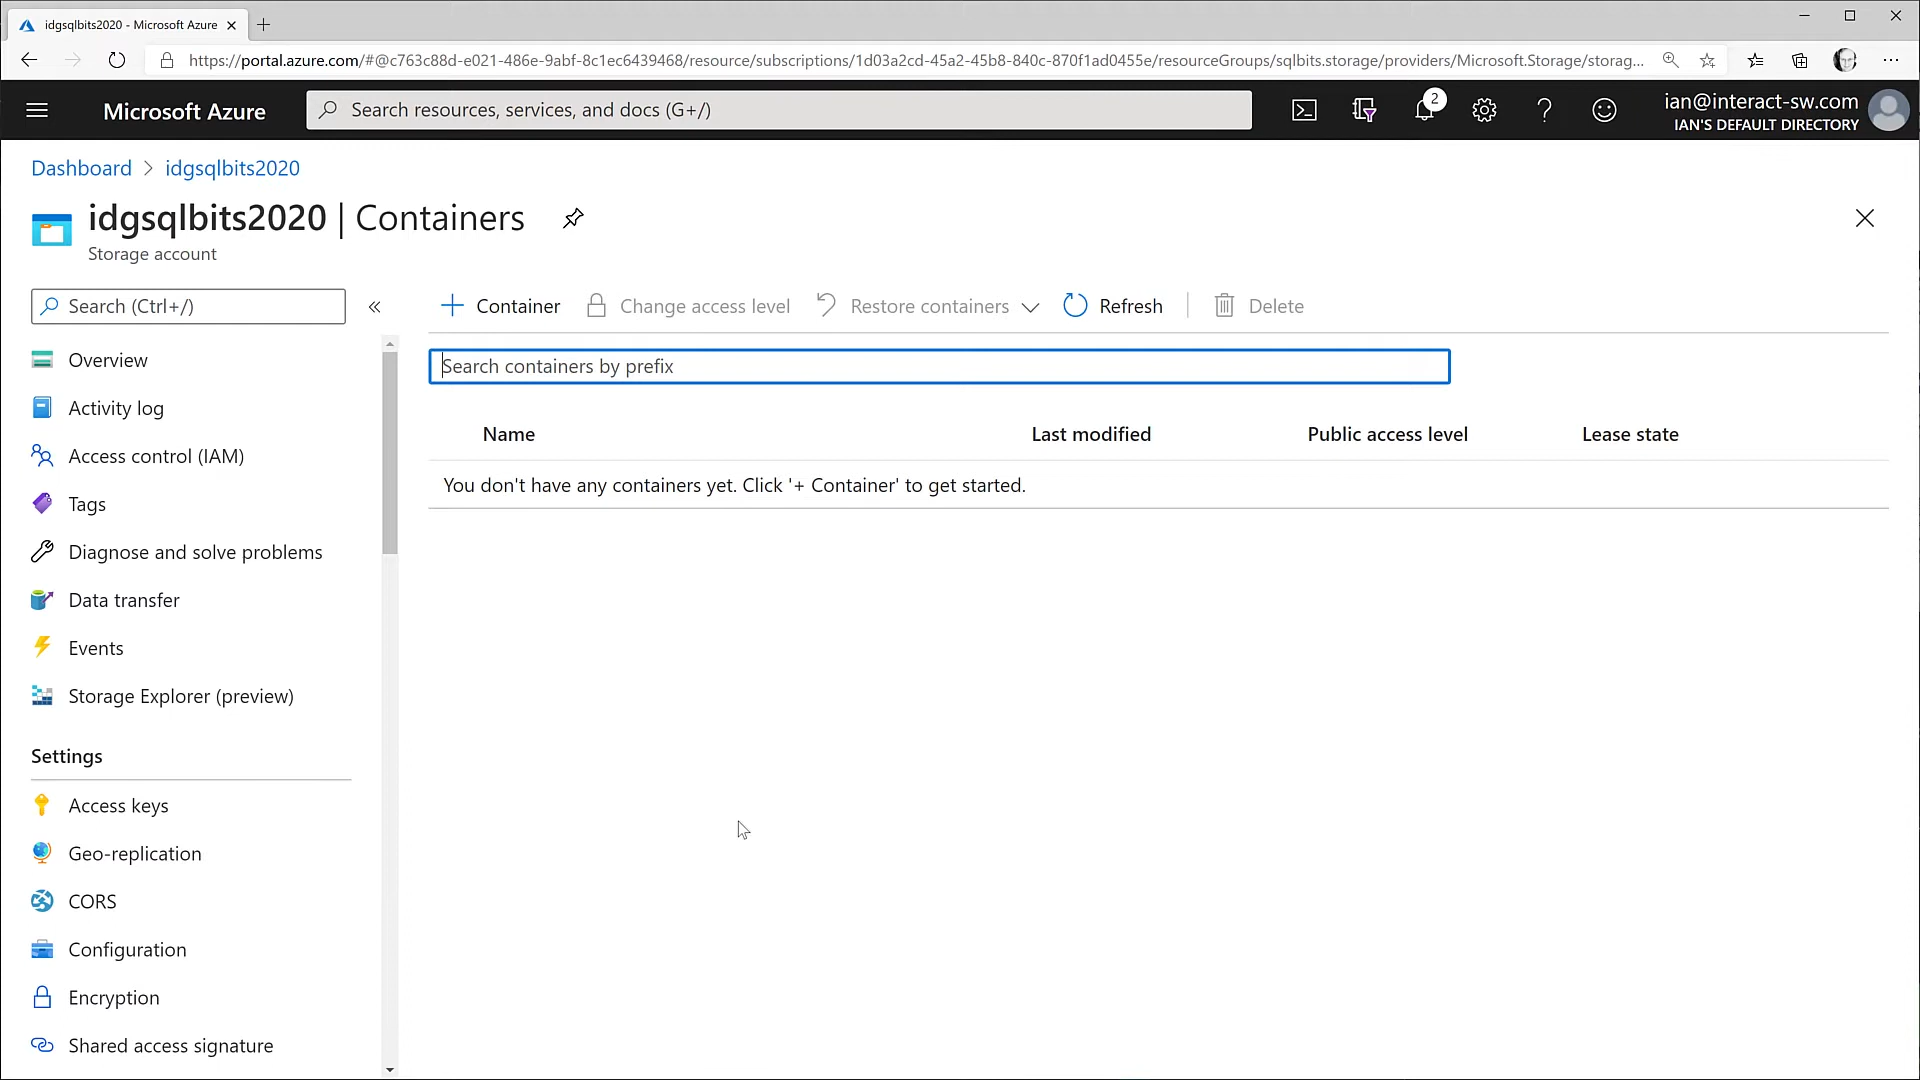 idgsqlbits2020 - Microsoft Azure
https://portal.azure.com/#@c763c88d-e021-486e-9abf-8c1ec6439468/resource/subscriptions/1d03a2cd-45a2-45b8-840c-870f1ad0455e/resourceGroups/sqlbits.storage/providers/Microsoft.Storage/storag...
Microsoft Azure
Search resources, services, and docs (G+/)
2
ian@interact-sw.com
IAN'S DEFAULT DIRECTORY
Dashboard > idgsqlbits2020
idgsqlbits2020 | Containers
Storage account
Search (Ctrl+/)
Overview
Activity log
Access control (IAM)
Tags
Diagnose and solve problems
Data transfer
Events
Storage Explorer (preview)
Settings
Access keys
Geo-replication
CORS
Configuration
Encryption
Shared access signature
+ Container Change access level Restore containers Refresh Delete
Search containers by prefix
Name Last modified Public access level Lease state
You don't have any containers yet. Click '+ Container' to get started.